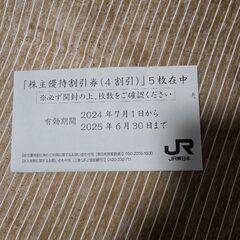 「株主優待割引券(4割引)」5枚在中
※必ず開封の上、枚数をご確認ください
有効期間
2024年7月1日から
2025年6月30日まで
JR
JR東日本